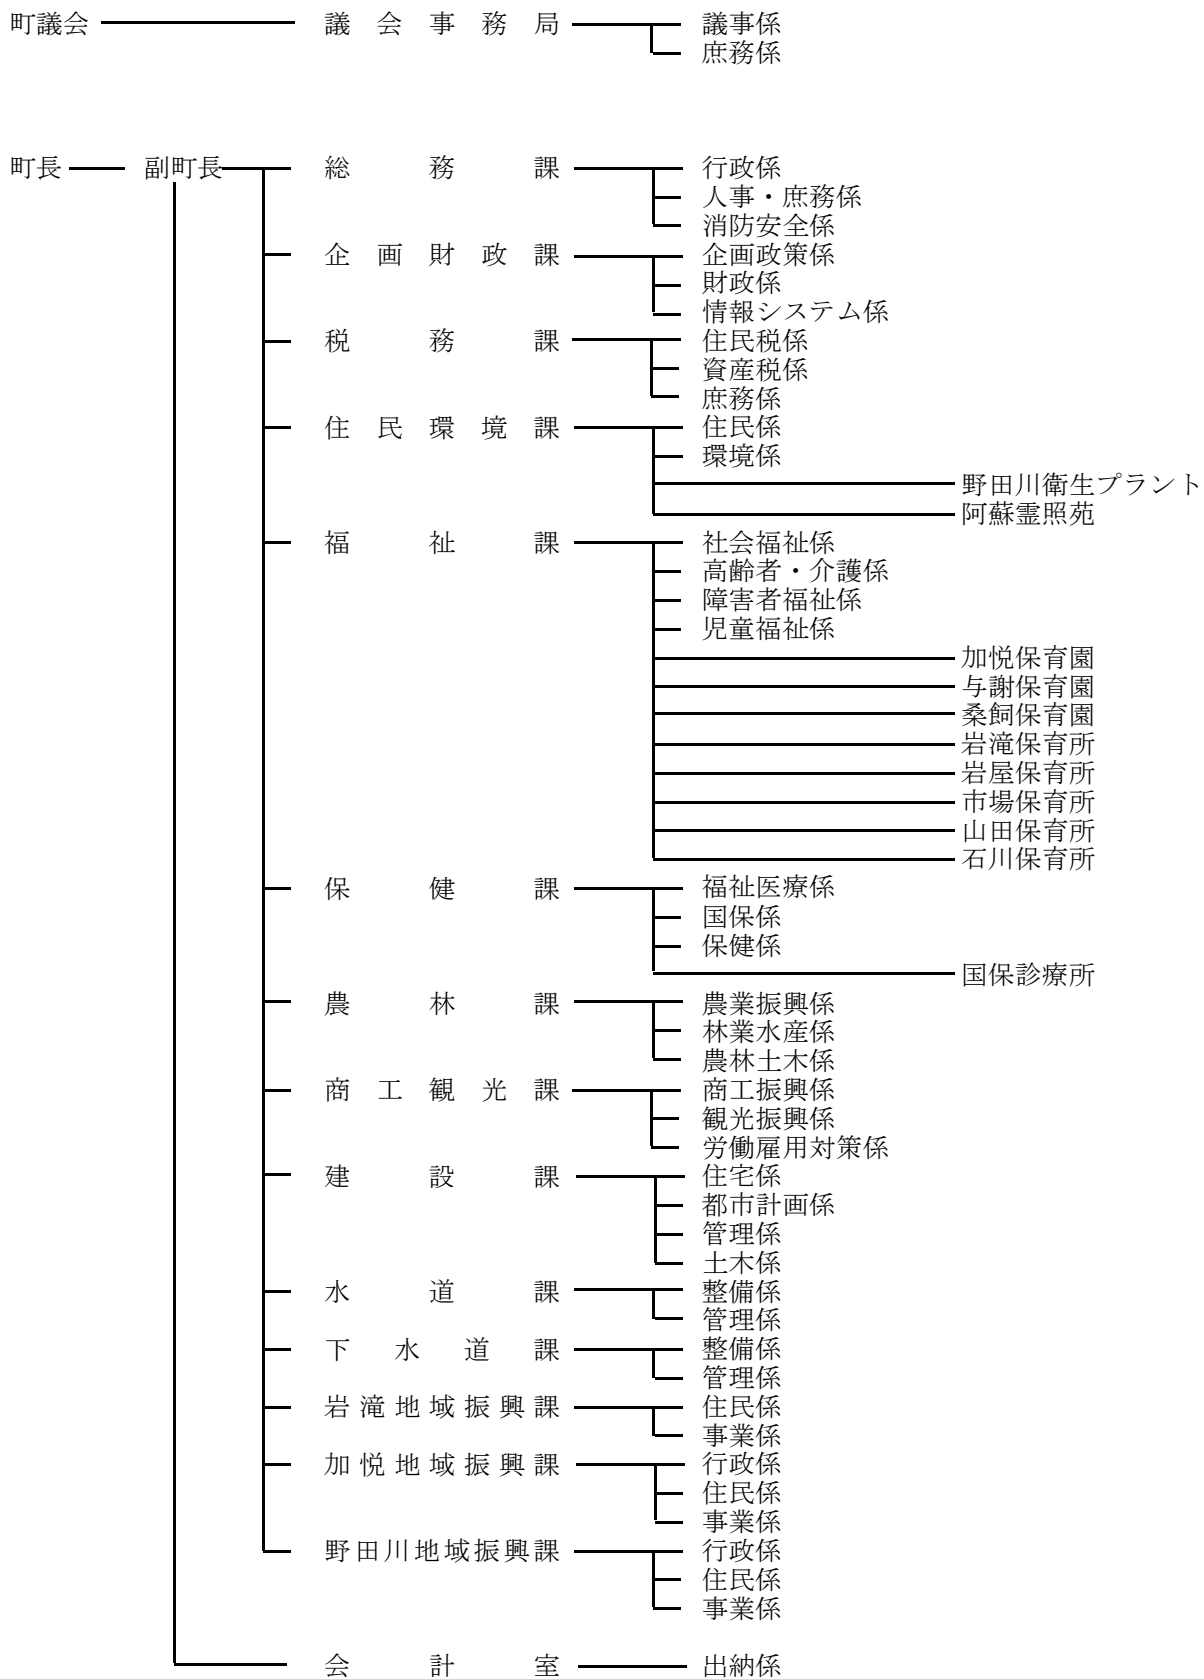 町議会 議会事務局 議事係
庶務係
町長 副町長 総務課 行政係
人事・庶務係
消防安全係
企画財政課 企画政策係
財政係
情報システム係
税務課 住民税係
資産税係
庶務係
住民環境課 住民係
環境係
野田川衛生プラント
阿蘇霊照苑
福祉課 社会福祉係
高齢者・介護係
障害者福祉係
児童福祉係
加悦保育園
与謝保育園
桑飼保育園
岩滝保育所
岩屋保育所
市場保育所
山田保育所
石川保育所
保健課 福祉医療係
国保係
保健係
国保診療所
農林課 農業振興係
林業水産係
農林土木係
商工観光課 商工振興係
観光振興係
労働雇用対策係
建設課 住宅係
都市計画係
管理係
土木係
水道課 整備係
管理係
下水道課 整備係
管理係
岩滝地域振興課 住民係
事業係
加悦地域振興課 行政係
住民係
事業係
野田川地域振興課 行政係
住民係
事業係
会計室 出納係